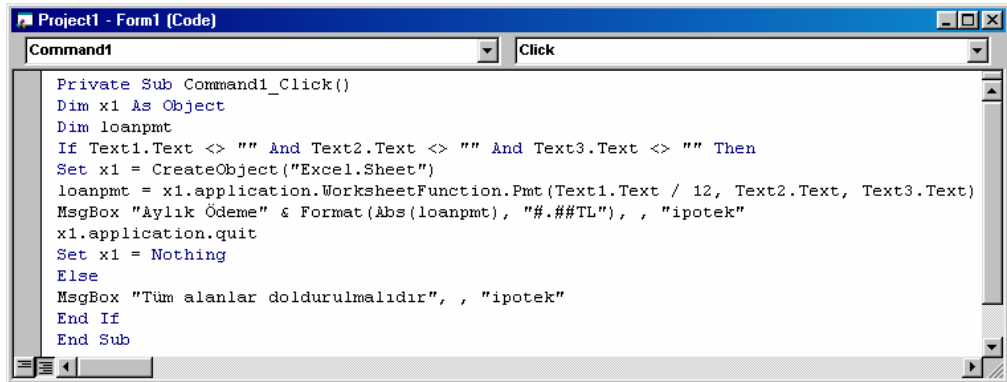 Project1 - Form1 (Code)
Command1 Click
Private Sub Command1_Click()
Dim x1 As Object
Dim loanpmt
If Text1.Text <> "" And Text2.Text <> "" And Text3.Text <> "" Then
Set x1 = CreateObject("Excel.Sheet")
loanpmt = x1.application.WorksheetFunction.Pmt(Text1.Text / 12, Text2.Text, Text3.Text)
MsgBox "Aylık Ödeme" & Format(Abs(loanpmt), "#.##TL"), , "ipotek"
x1.application.quit
Set x1 = Nothing
Else
MsgBox "Tüm alanlar doldurulmalıdır", , "ipotek"
End If
End Sub